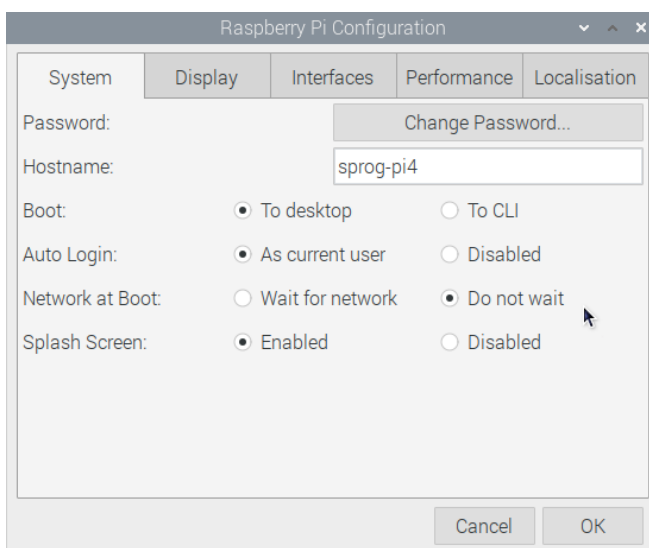 Raspberry Pi Configuration
System Display Interfaces Performance Localisation
Password: Change Password...
Hostname: sprog-pi4
Boot: To desktop To CLI
Auto Login: As current user Disabled
Network at Boot: Wait for network Do not wait
Splash Screen: Enabled Disabled
Cancel OK